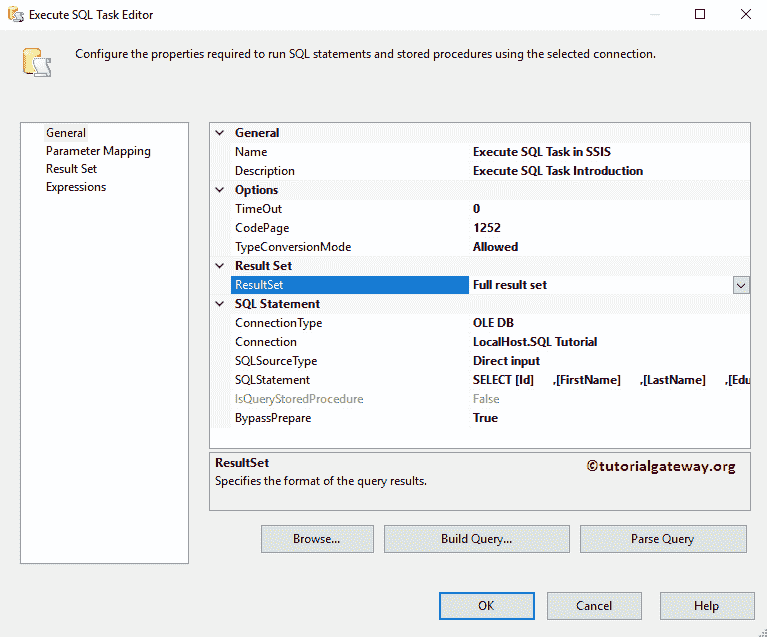 Execute SQL Task Editor
Configure the properties required to run SQL statements and stored procedures using the selected connection.
General
Parameter Mapping
Result Set
Expressions
General
Name Execute SQL Task in SSIS
Description Execute SQL Task Introduction
Options
TimeOut 0
CodePage 1252
TypeConversionMode Allowed
Result Set
ResultSet Full result set
SQL Statement
ConnectionType OLE DB
Connection LocalHost.SQL Tutorial
SQLSourceType Direct input
SQLStatement SELECT [Id] ,[FirstName] ,[LastName] ,[Edu
IsQueryStoredProcedure False
BypassPrepare True
ResultSet
Specifies the format of the query results.
©tutorialgateway.org
Browse... Build Query... Parse Query
OK Cancel Help